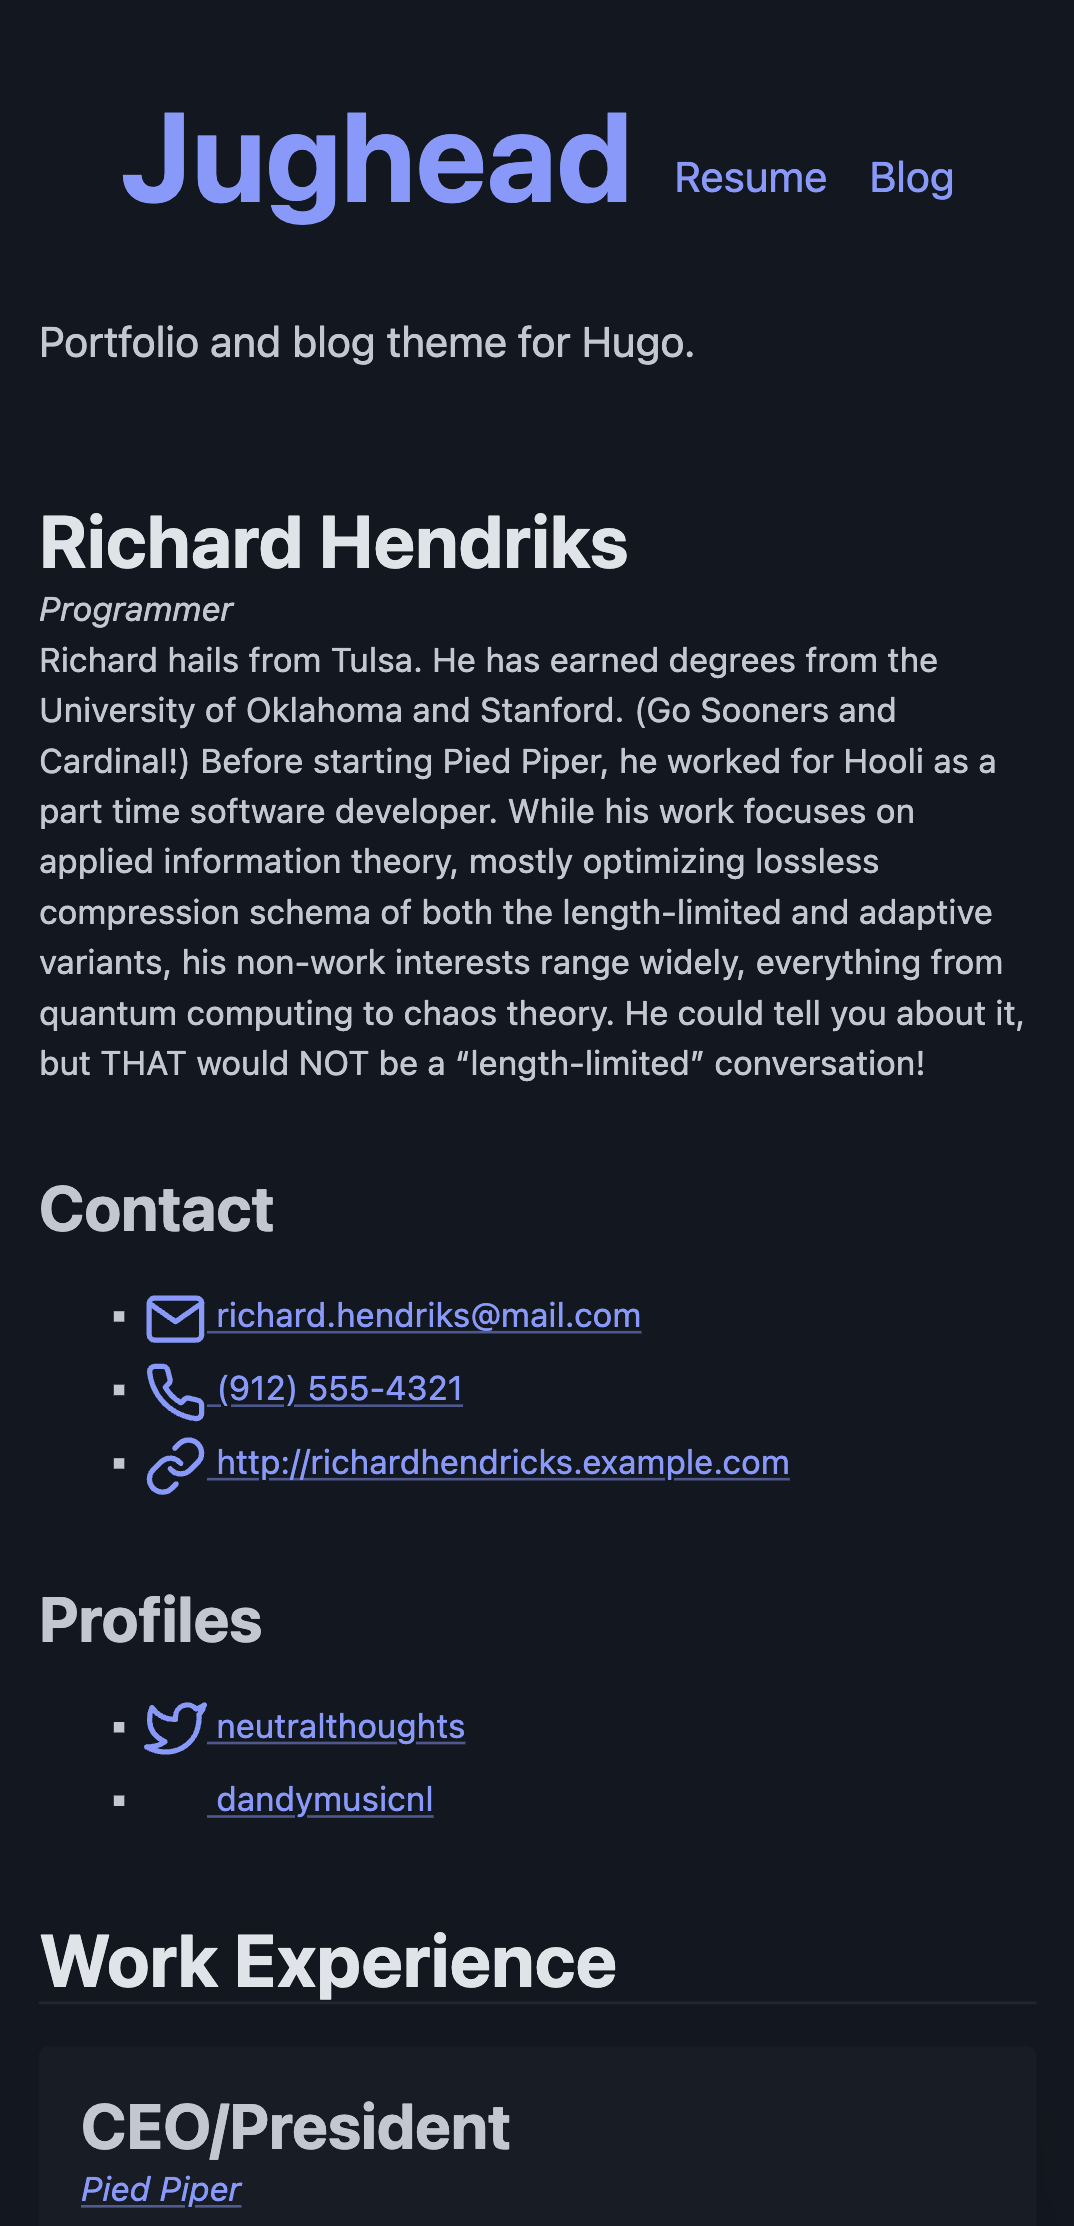 Jughead Resume Blog
Portfolio and blog theme for Hugo.
Richard Hendriks
Programmer
Richard hails from Tulsa. He has earned degrees from the
University of Oklahoma and Stanford. (Go Sooners and
Cardinal!) Before starting Pied Piper, he worked for Hooli as a
part time software developer. While his work focuses on
applied information theory, mostly optimizing lossless
compression schema of both the length-limited and adaptive
variants, his non-work interests range widely, everything from
quantum computing to chaos theory. He could tell you about it,
but THAT would NOT be a “length-limited” conversation!
Contact
richard.hendriks@mail.com
(912) 555-4321
http://richardhendricks.example.com
Profiles
neutralthoughts
dandymusicnl
Work Experience
CEO/President
Pied Piper